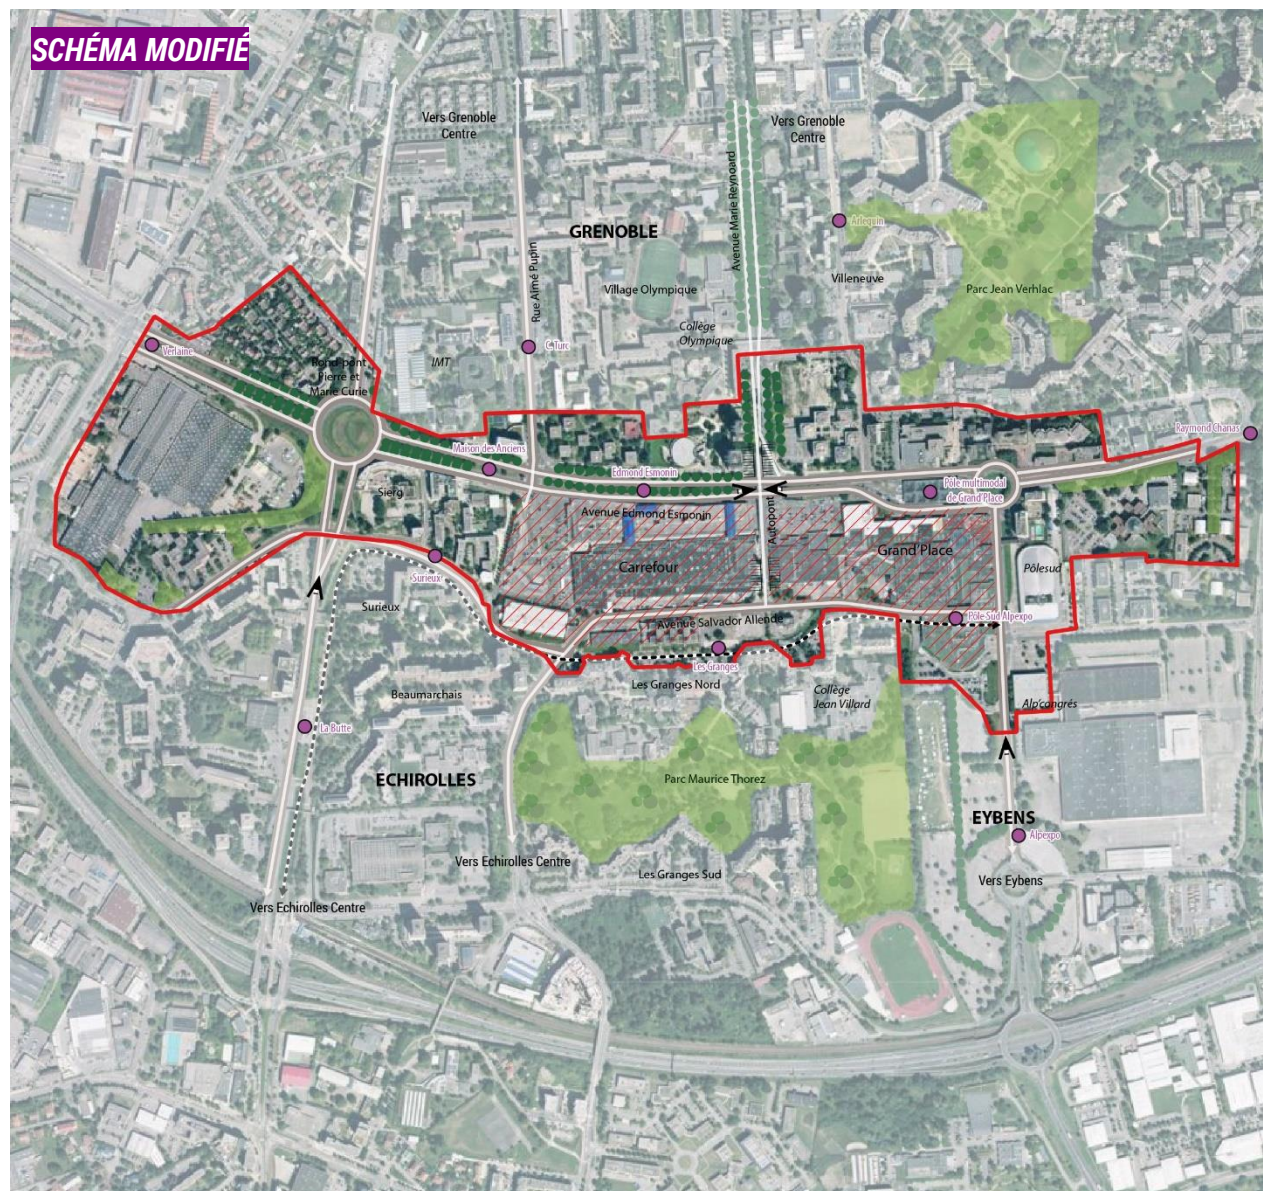 SCHÉMA MODIFIÉ
Vers Grenoble
Centre
Vers Grenoble
Centre
Avenue Marie Reynoard
Arlequin
GRENOBLE
Rue Aimé Pupin
Village Olympique
Villeneuve
Parc Jean Verhlac
Collège
Olympique
Verlaine
C.Turc
IMT
Rond-pont
Pierre et
Marie Curie
Raymond Chanas
Maison des Anciens
Edmond Esmonin
Pôle multimodal
de Grand'Place
Sierg
Avenue Edmond Esmonin
Autopont
Grand Place
Carrefour
Pôlesud
Surieux
Surieux
Pôle Sud Alpexpo
Avenue Salvador Allende
Les Granges
Les Granges Nord
Beaumarchais
Collège
Jean Villard
Alp'congrés
La Butte
ECHIROLLES
Parc Maurice Thorez
EYBENS
Alpexpo
Vers Echirolles Centre
Les Granges Sud
Vers Eybens
Vers Echirolles Centre